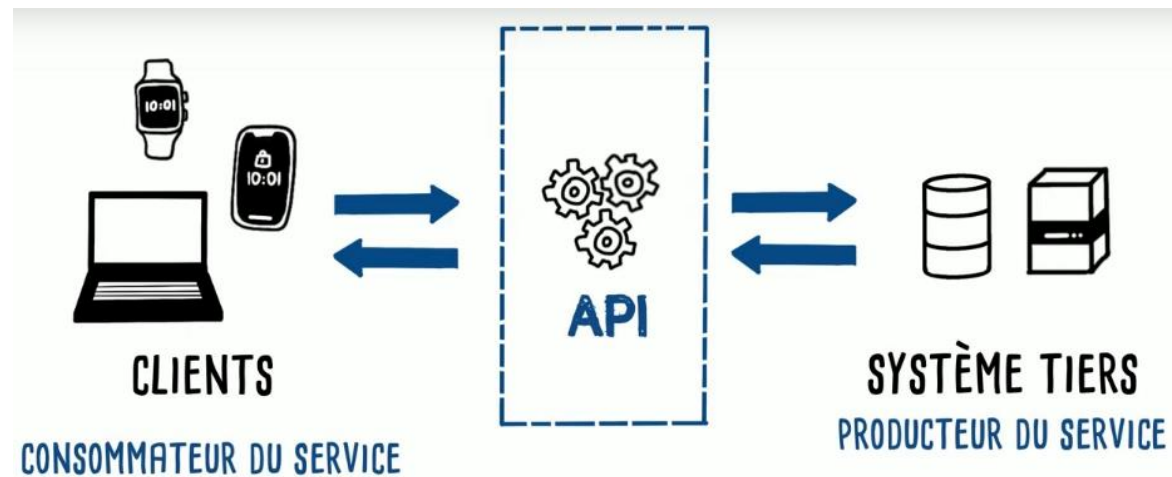 10:01
10:01
API
CLIENTS
SYSTÈME TIERS
CONSOMMATEUR DU SERVICE
PRODUCTEUR DU SERVICE